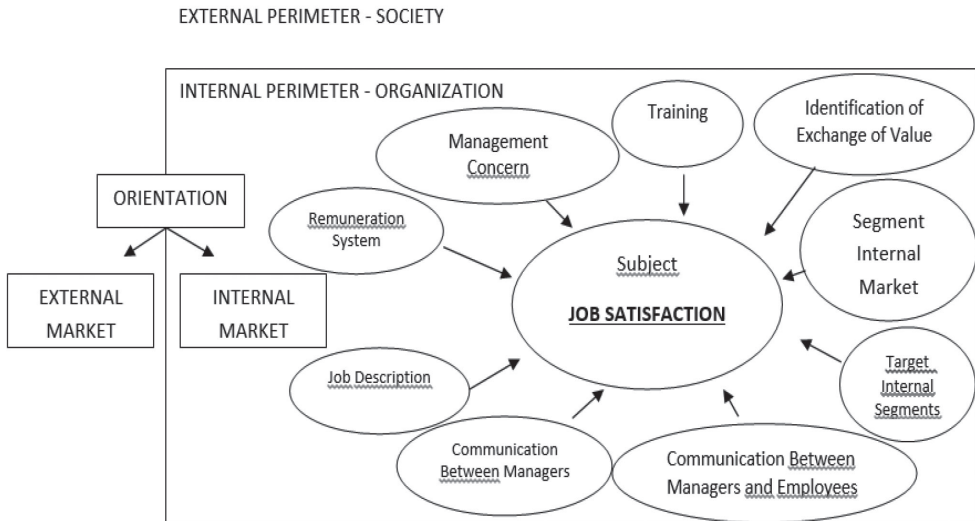 EXTERNAL PERIMETER - SOCIETY
INTERNAL PERIMETER - ORGANIZATION
Training
Identification of
Exchange of Value
Management
Concern
ORIENTATION
Remuneration
System
Segment
Internal
Market
Subject
JOB SATISFACTION
EXTERNAL
MARKET
INTERNAL
MARKET
Target
Internal
Segments
Job Description
Communication
Between Managers
Communication Between
Managers and Employees